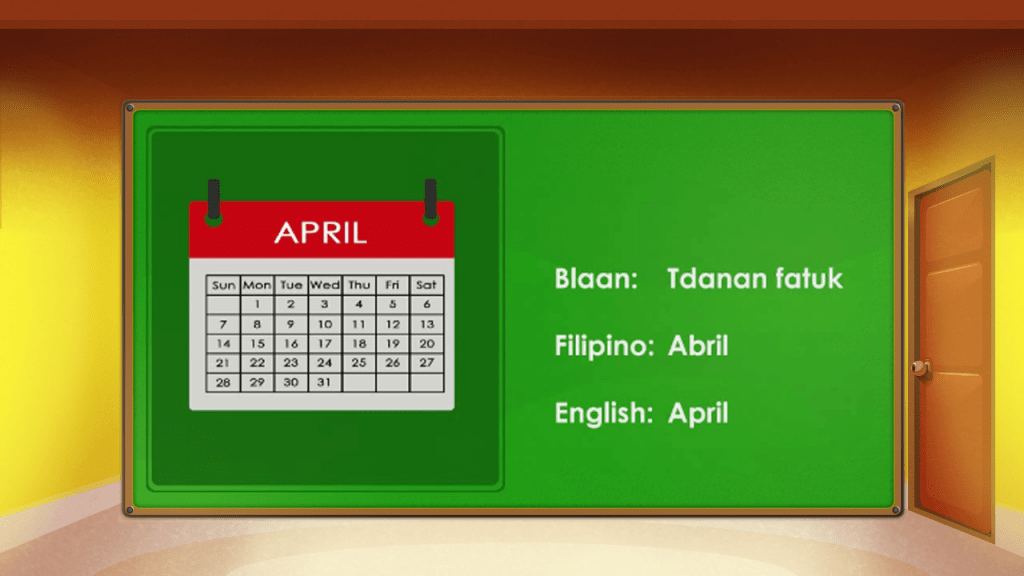 APRIL
Sun Mon Tue Wed Thu Fri Sat
1 2 3 4 5 6
7 8 9 10 11 12 13
14 15 16 17 18 19 20
21 22 23 24 25 26 27
28 29 30 31
Blaan: Tdanan fatuk
Filipino: Abril
English: April